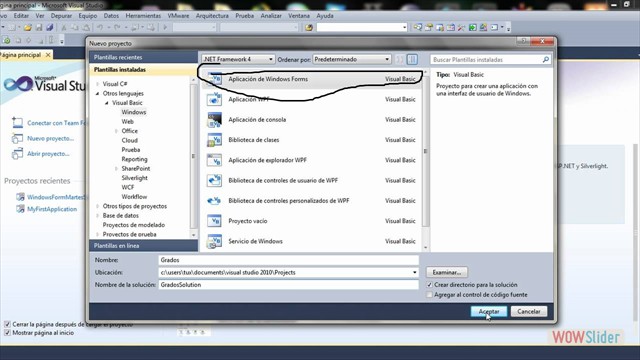 Página principal - Microsoft Visual Studio
Datos Herramientas VMware Arquitectura Prueba Analizar Ventana Ayuda
Página principal
Nuevo proyecto
Plantillas recientes
.NET Framework 4
Ordenar por:
Predeterminado
Buscar Plantillas instaladas
Plantillas instaladas
Visual C#
Otros lenguajes
Visual Basic
Windows
Web
Office
Cloud
Prueba
Reporting
SharePoint
Silverlight
WCF
Workflow
Otros tipos de proyectos
Base de datos
Proyectos de modelado
Proyectos de prueba
Plantillas en línea
Aplicación de Windows Forms Visual Basic
Aplicación WPF Visual Basic
Aplicación de consola Visual Basic
Biblioteca de clases Visual Basic
Aplicación de explorador WPF Visual Basic
Biblioteca de controles de usuario de WPF Visual Basic
Biblioteca de controles personalizados de WPF Visual Basic
Proyecto vacío Visual Basic
Servicio de Windows Visual Basic
Tipo: Visual Basic
Proyecto para crear una aplicación
con una interfaz de usuario de Windows.
Microsoft
Visual Studio
Conectar con Team Foundation
Nuevo proyecto...
Abrir proyecto...
Proyectos recientes
WindowsFormMartes
MyFirstApplication
SP.NET y Silverlight.
Nombre: Grados
Ubicación: c:\users\tux\documents\visual studio 2010\Projects
Examinar...
Nombre de la solución: GradosSolution
Crear directorio para la solución
Agregar al control de código fuente
Aceptar Cancelar
Cerrar la página después de cargar el proyecto
Mostrar página al inicio
WOWSlider